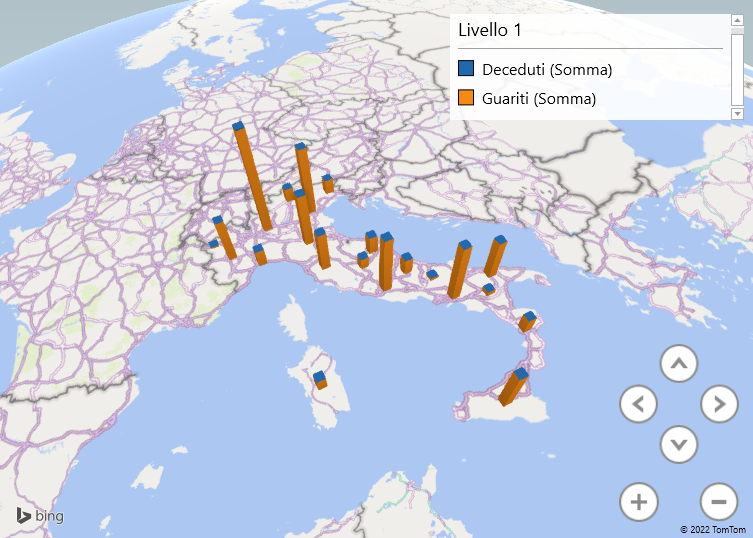 Livello 1
Deceduti (Somma)
Guariti (Somma)
bing
© 2022 TomTom